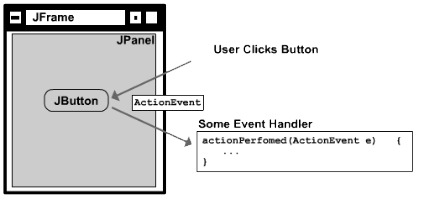 JFrame
JPanel
User Clicks Button
JButton
ActionEvent
Some Event Handler
actionPerfomed(ActionEvent e) {
...
}